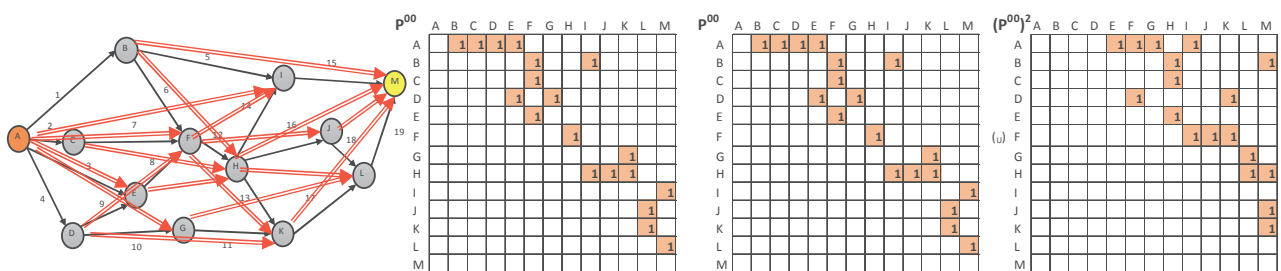 B
5
15
I
M
1
6
14
16
J
18
19
2
7
12
A
C
F
3
8
H
L
E
13
17
4
9
D
G
K
10
11
P⁰⁰
A B C D E F G H I J K L M
A 1 1 1 1
B 1 1
C 1
D 1 1
E 1
F 1
G 1
H 1 1 1
I 1
J 1
K 1
L 1
M
P⁰⁰
A B C D E F G H I J K L M
A 1 1 1 1
B 1 1
C 1
D 1 1
E 1
F 1
G 1
H 1 1 1
I 1
J 1
K 1
L 1
M
(P⁰⁰)²
A B C D E F G H I J K L M
A 1 1 1 1
B 1 1
C 1
D 1 1
E 1
(u) F 1 1 1
G 1
H 1 1
I
J 1
K 1
L
M